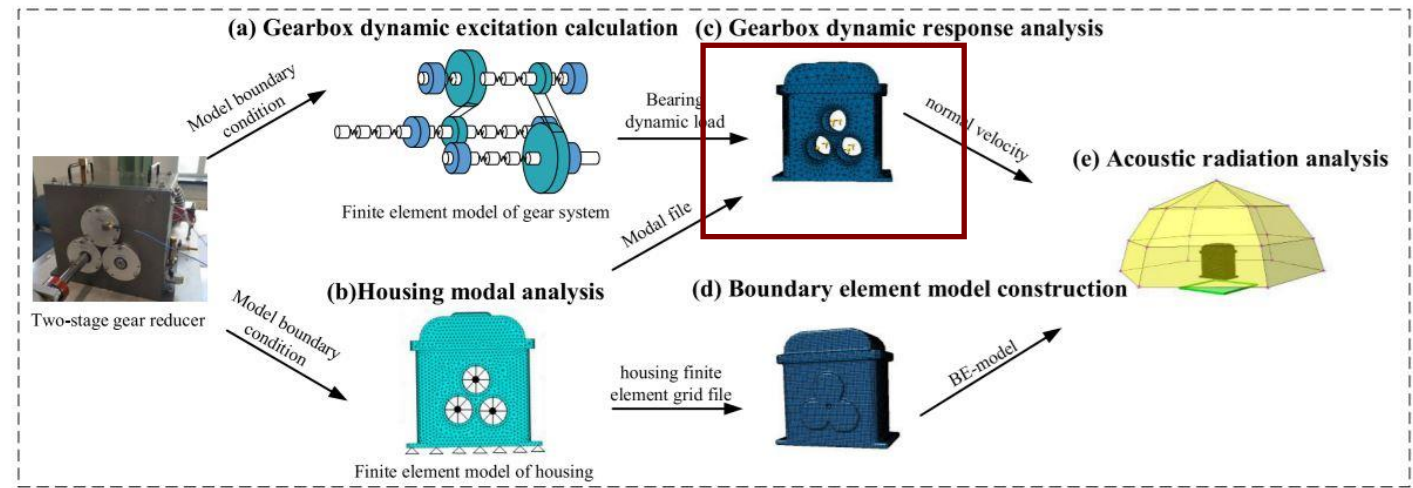 (a) Gearbox dynamic excitation calculation
(c) Gearbox dynamic response analysis
Model boundary
condition
Bearing
dynamic load
normal velocity
(e) Acoustic radiation analysis
Finite element model of gear system
Modal file
Two-stage gear reducer
Model boundary
condition
(b)Housing modal analysis
(d) Boundary element model construction
housing finite
element grid file
BE-model
Finite element model of housing